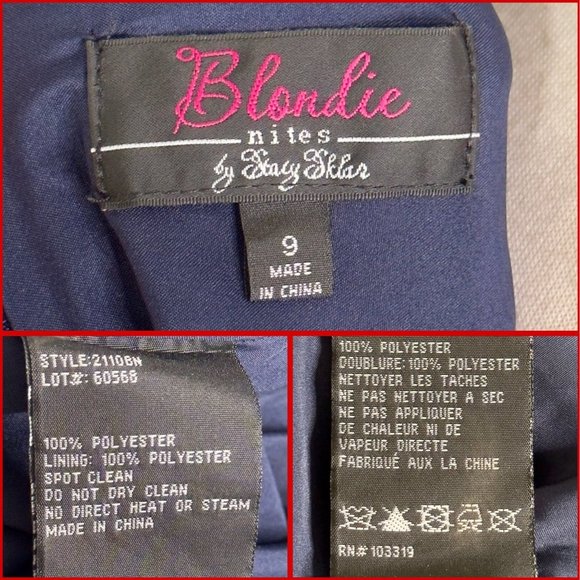 Blondie
nites
by Stacy Sklar
9
MADE
IN CHINA
STYLE:21106N
LOT#: 60568
100% POLYESTER
LINING: 100% POLYESTER
SPOT CLEAN
DO NOT DRY CLEAN
NO DIRECT HEAT OR STEAM
MADE IN CHINA
100% POLYESTER
DOUBLURE: 100% POLYESTER
NETTOYER LES TACHES
NE PAS NETTOYER A SEC
NE PAS APPLIQUER
DE CHALEUR NI DE
VAPEUR DIRECTE
FABRIQUÉ AUX LA CHINE
RN# 103319